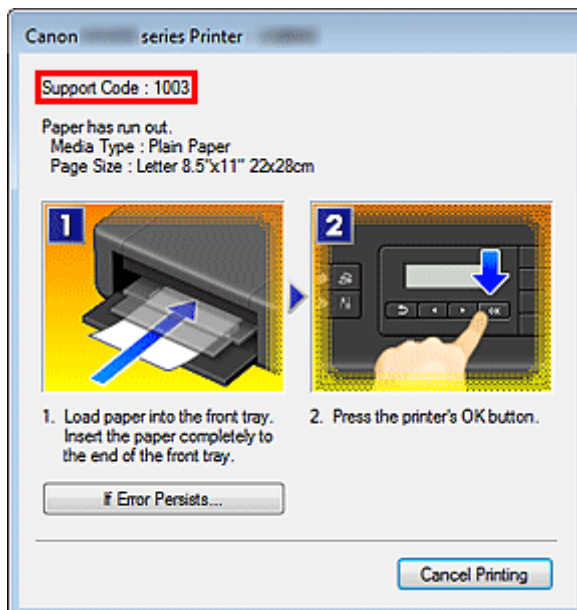 Canon series Printer
Support Code : 1003
Paper has run out.
Media Type : Plain Paper
Page Size : Letter 8.5"x11" 22x28cm
1
2
OK
1. Load paper into the front tray.
Insert the paper completely to
the end of the front tray.
2. Press the printer's OK button.
If Error Persists...
Cancel Printing